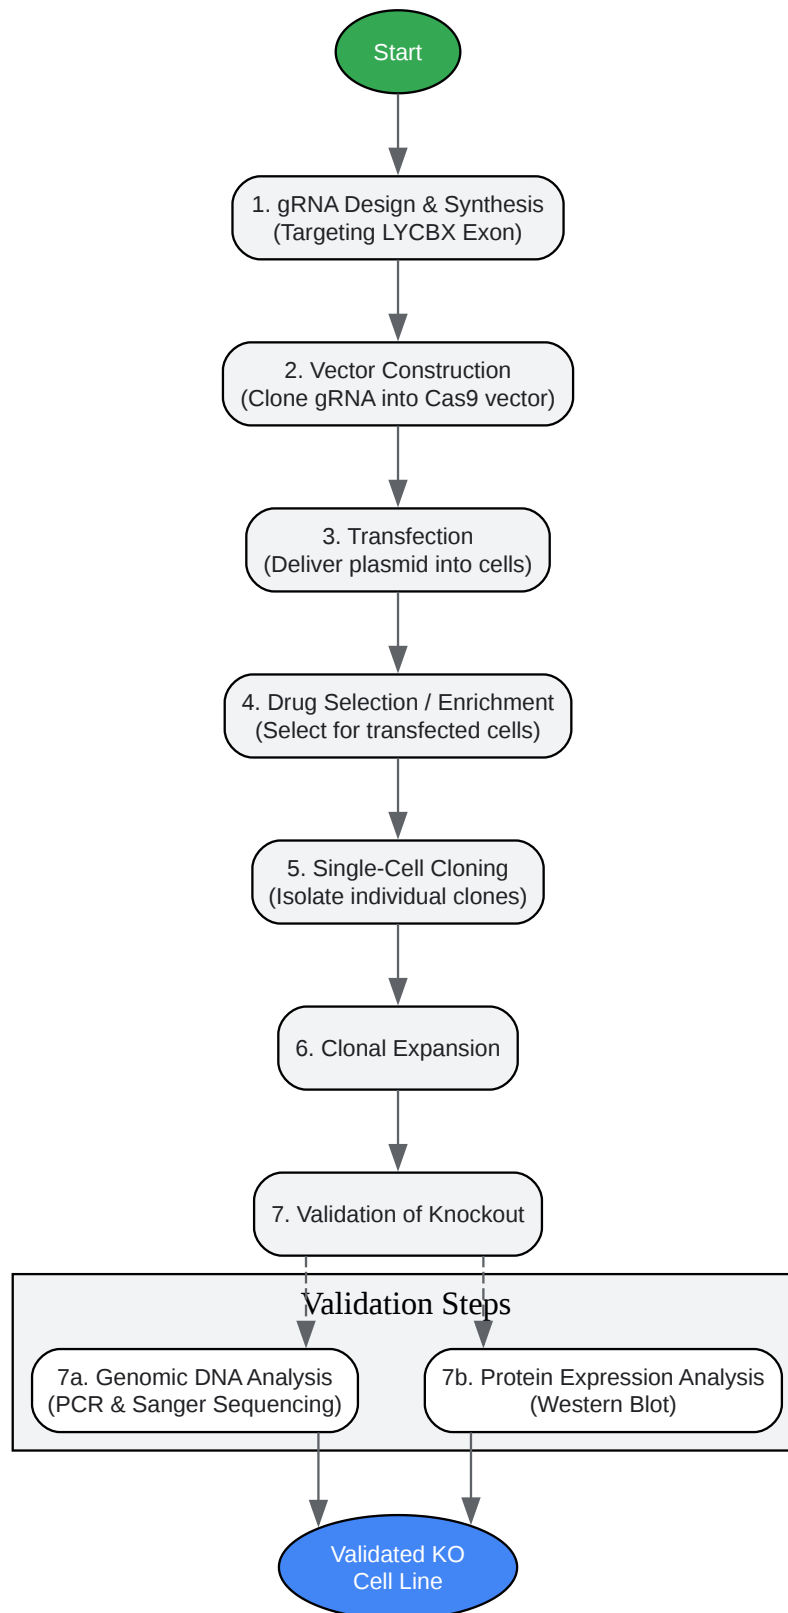 Start
1. gRNA Design & Synthesis
(Targeting LYCBX Exon)
2. Vector Construction
(Clone gRNA into Cas9 vector)
3. Transfection
(Deliver plasmid into cells)
4. Drug Selection / Enrichment
(Select for transfected cells)
5. Single-Cell Cloning
(Isolate individual clones)
6. Clonal Expansion
7. Validation of Knockout
Validation Steps
7a. Genomic DNA Analysis
(PCR & Sanger Sequencing)
7b. Protein Expression Analysis
(Western Blot)
Validated KO
Cell Line